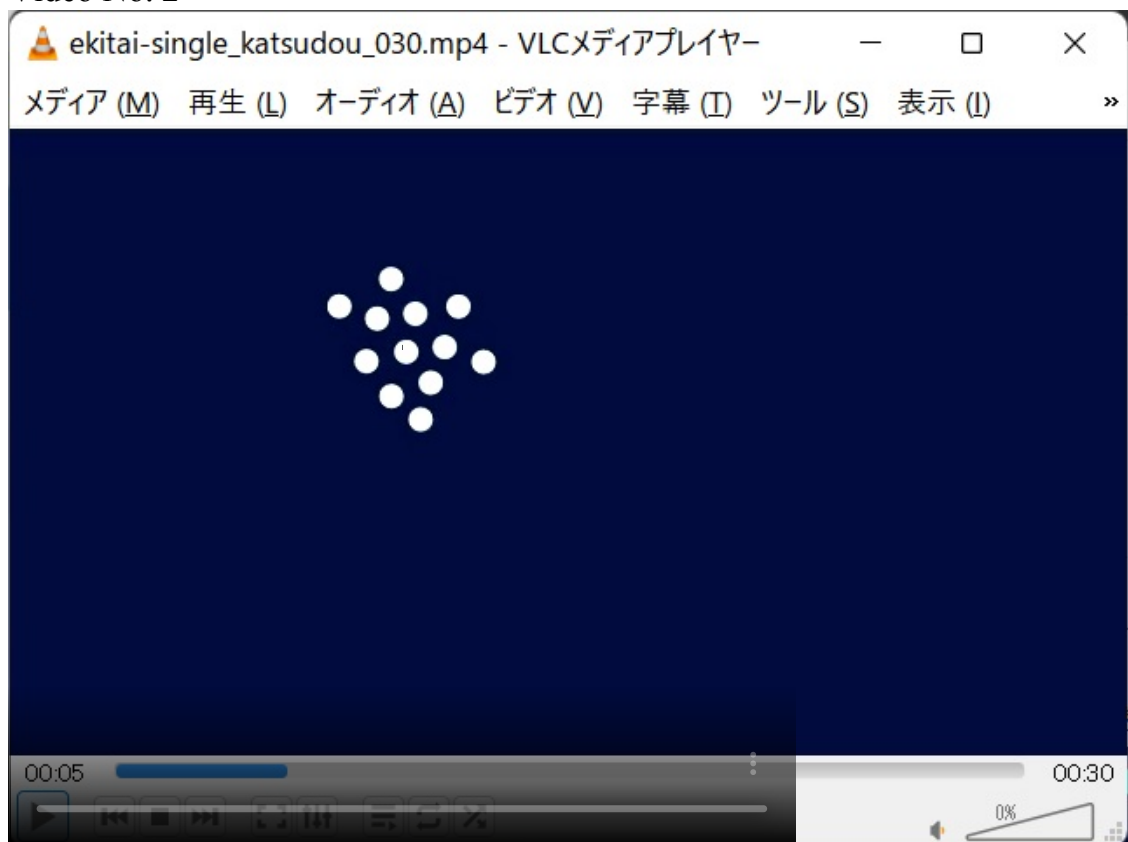 ekitai-single_katsudou_030.mp4 - VLCメディアプレイヤー
メディア (M) 再生 (L) オーディオ (A) ビデオ (V) 字幕 (T) ツール (S) 表示 (I) »
00:05 00:30
0%